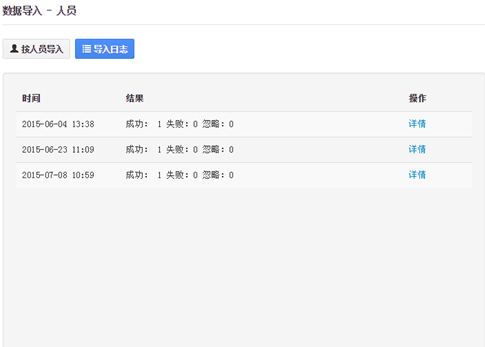 数据导入 - 人员
按人员导入 导入日志
时间 结果 操作
2015-06-04 13:38 成功: 1 失败: 0 忽略: 0 详情
2015-06-23 11:09 成功: 1 失败: 0 忽略: 0 详情
2015-07-08 10:59 成功: 1 失败: 0 忽略: 0 详情